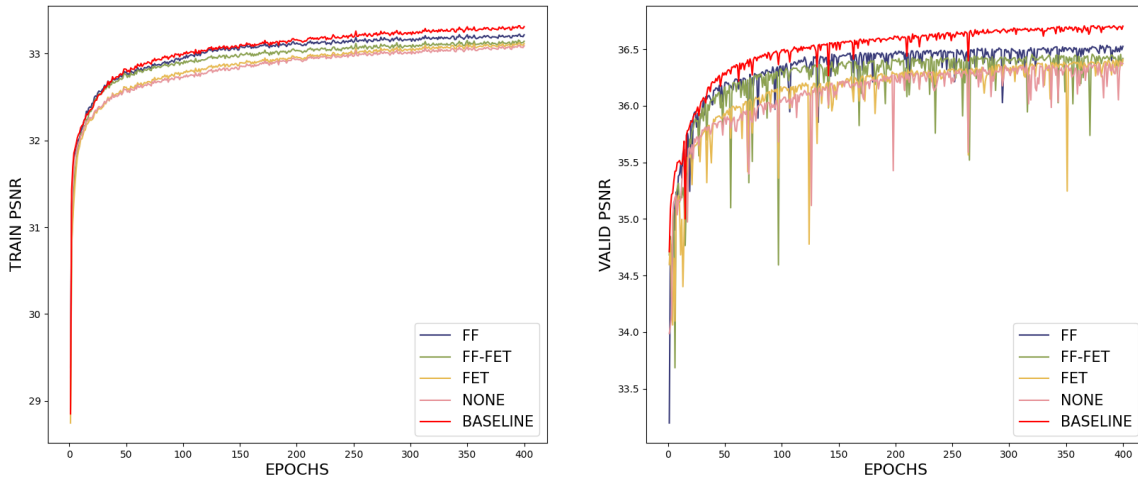 TRAIN PSNR
33
32
31
30
29
0
50
100
150
200
250
300
350
400
EPOCHS
FF
FF-FET
FET
NONE
BASELINE
VALID PSNR
36.5
36.0
35.5
35.0
34.5
34.0
33.5
0
50
100
150
200
250
300
350
400
EPOCHS
FF
FF-FET
FET
NONE
BASELINE